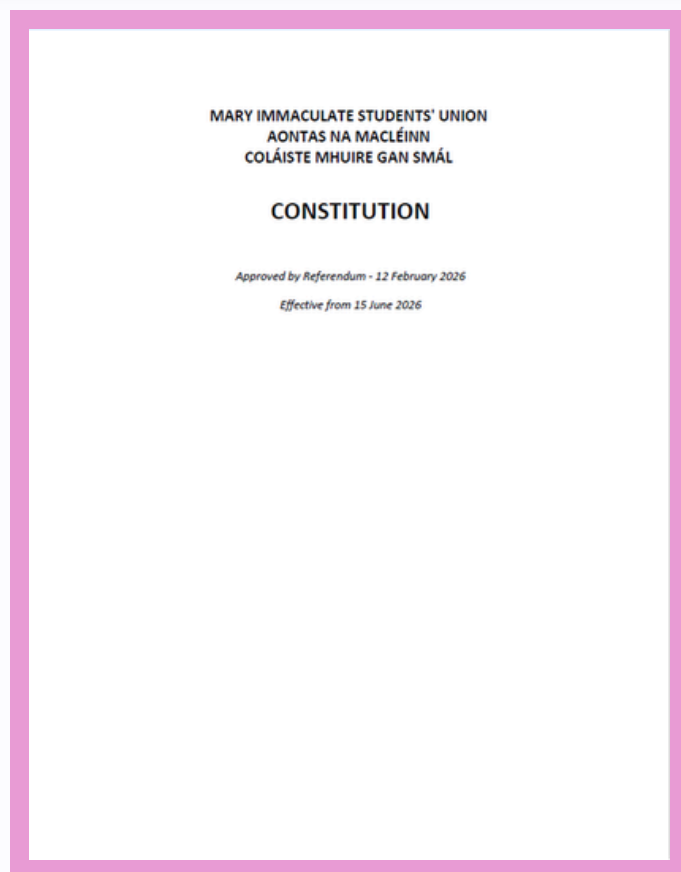 MARY IMMACULATE STUDENTS' UNION
AONTAS NA MACLÉINN
COLÁISTE MHUIRE GAN SMÁL
CONSTITUTION
Approved by Referendum - 12 February 2026
Effective from 15 June 2026